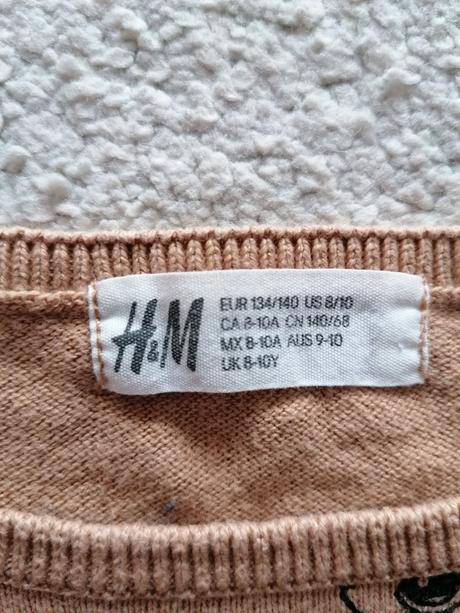 H&M
EUR 134/140 US 8/10
CA 8-10A CN 140/68
MX 8-10A AUS 9-10
UK 8-10Y